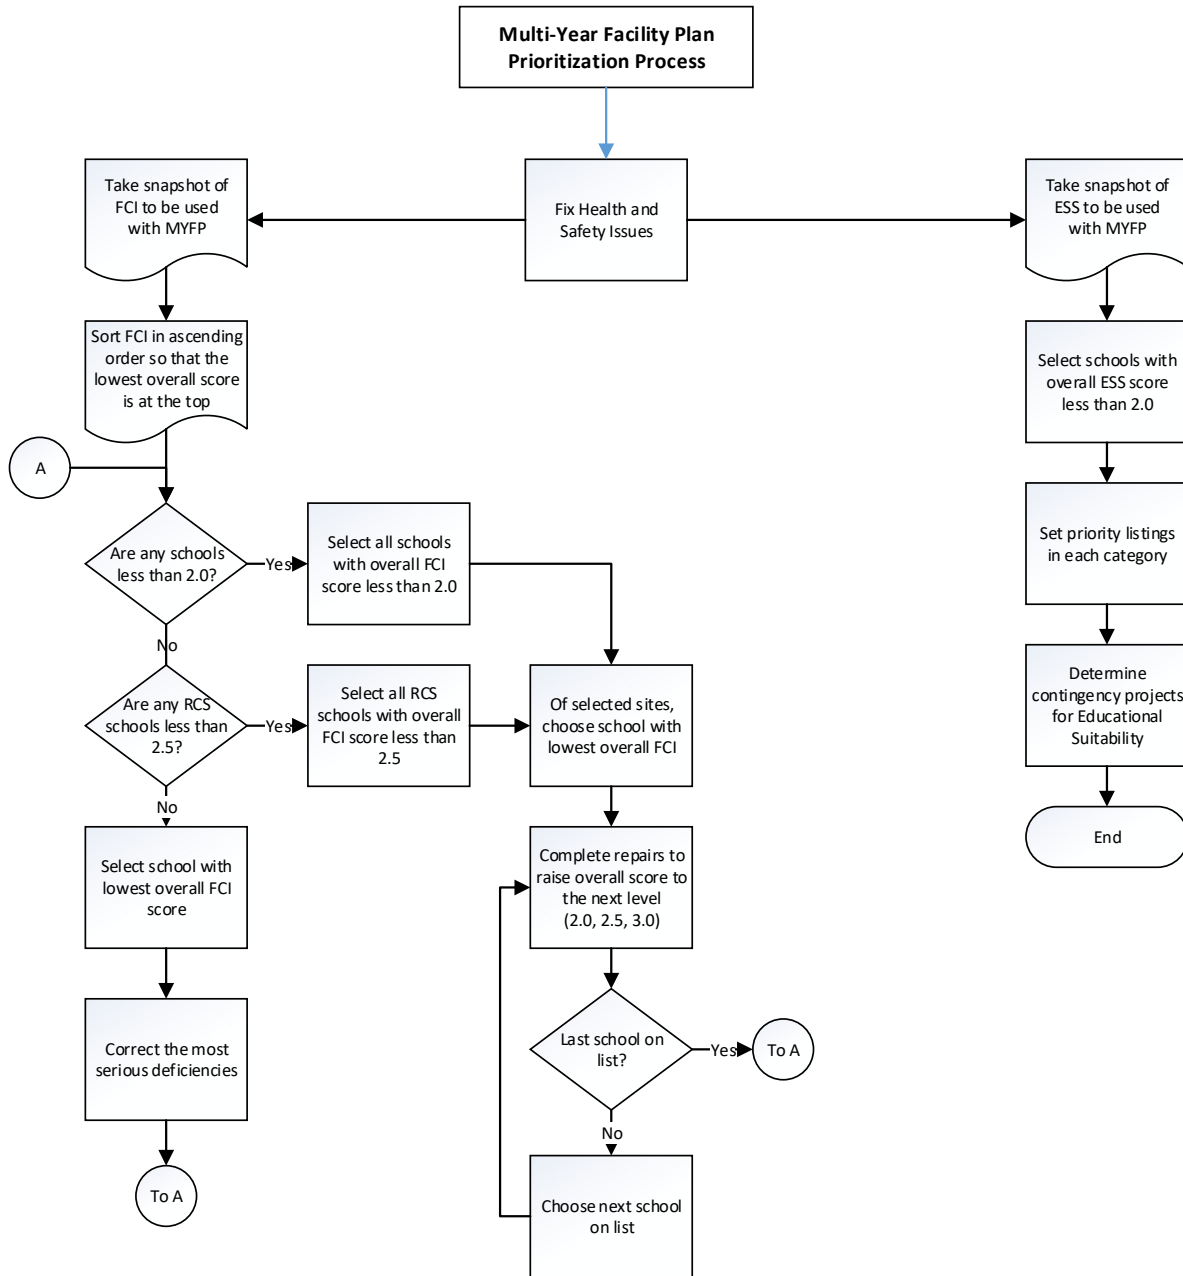 Multi-Year Facility Plan
Prioritization Process
Take snapshot of
FCI to be used
with MYFP
Fix Health and
Safety Issues
Take snapshot of
ESS to be used
with MYFP
Sort FCI in ascending
order so that the
lowest overall score
is at the top
Select schools with
overall ESS score
less than 2.0
A
Are any schools
less than 2.0?
Yes
Select all schools
with overall FCI
score less than 2.0
Set priority listings
in each category
No
Are any RCS
schools less than
2.5?
Yes
Select all RCS
schools with overall
FCI score less than
2.5
Of selected sites,
choose school with
lowest overall FCI
Determine
contingency projects
for Educational
Suitability
No
Select school with
lowest overall FCI
score
Complete repairs to
raise overall score to
the next level
(2.0, 2.5, 3.0)
End
Correct the most
serious deficiencies
Last school on
list?
Yes
To A
No
To A
Choose next school
on list